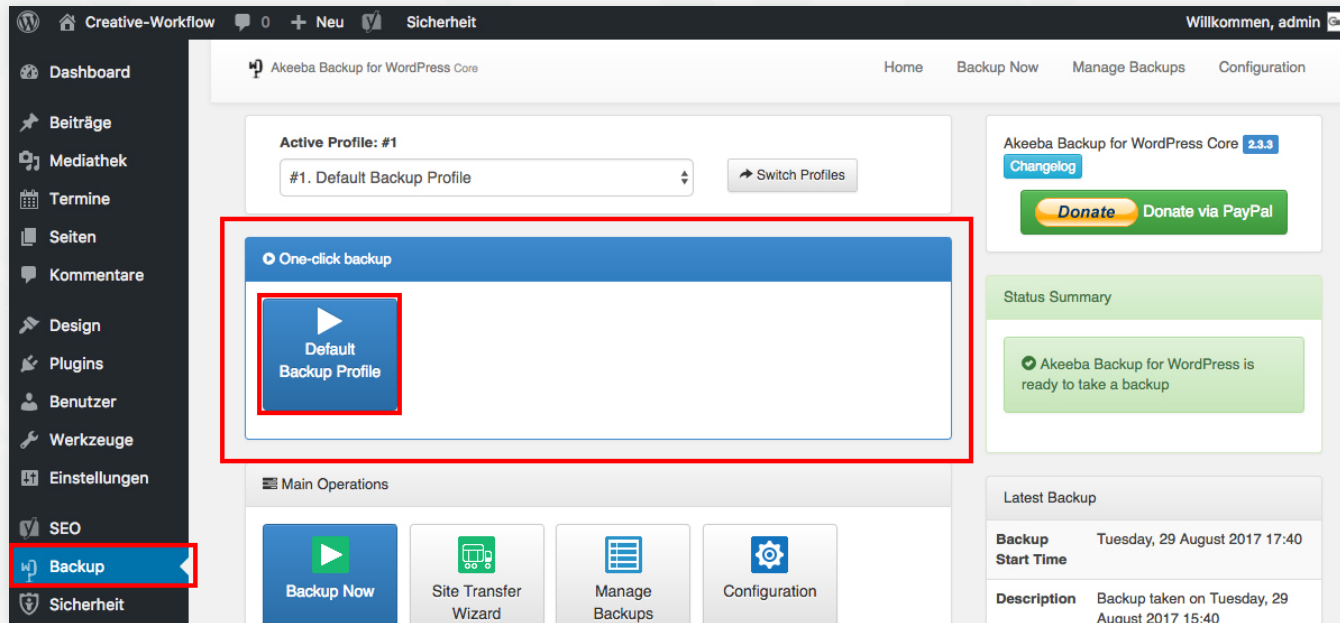 Creative-Workflow 0 Neu Sicherheit Willkommen, admin
Dashboard
Beiträge
Mediathek
Termine
Seiten
Kommentare
Design
Plugins
Benutzer
Werkzeuge
Einstellungen
SEO
Backup
Sicherheit
Akeeba Backup for WordPress Core
Home Backup Now Manage Backups Configuration
Active Profile: #1
#1. Default Backup Profile
Switch Profiles
One-click backup
Default
Backup Profile
Main Operations
Backup Now
Site Transfer
Wizard
Manage
Backups
Configuration
Akeeba Backup for WordPress Core 2.3.3
Changelog
Donate Donate via PayPal
Status Summary
Akeeba Backup for WordPress is
ready to take a backup
Latest Backup
Backup Tuesday, 29 August 2017 17:40
Start Time
Description Backup taken on Tuesday, 29
August 2017 15:40